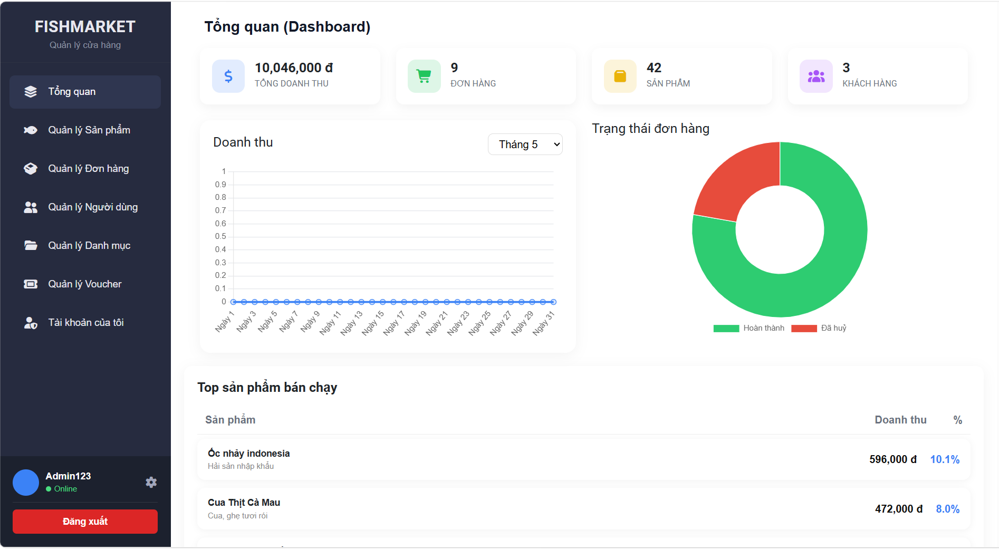 FISHMARKET
Quản lý cửa hàng
Tổng quan
Quản lý Sản phẩm
Quản lý Đơn hàng
Quản lý Người dùng
Quản lý Danh mục
Quản lý Voucher
Tài khoản của tôi
Admin123
Online
Đăng xuất
Tổng quan (Dashboard)
10,046,000 đ
TỔNG DOANH THU
9
ĐƠN HÀNG
42
SẢN PHẨM
3
KHÁCH HÀNG
Doanh thu
Tháng 5
1
0.9
0.8
0.7
0.6
0.5
0.4
0.3
0.2
0.1
0
Ngày 1
Ngày 3
Ngày 5
Ngày 7
Ngày 9
Ngày 11
Ngày 13
Ngày 15
Ngày 17
Ngày 19
Ngày 21
Ngày 23
Ngày 25
Ngày 27
Ngày 29
Ngày 31
Trạng thái đơn hàng
Hoàn thành
Đã huỷ
Top sản phẩm bán chạy
Sản phẩm Doanh thu %
Ốc nhảy indonesia
Hải sản nhập khẩu
596,000 đ 10.1%
Cua Thịt Cà Mau
Cua, ghẹ tươi rói
472,000 đ 8.0%